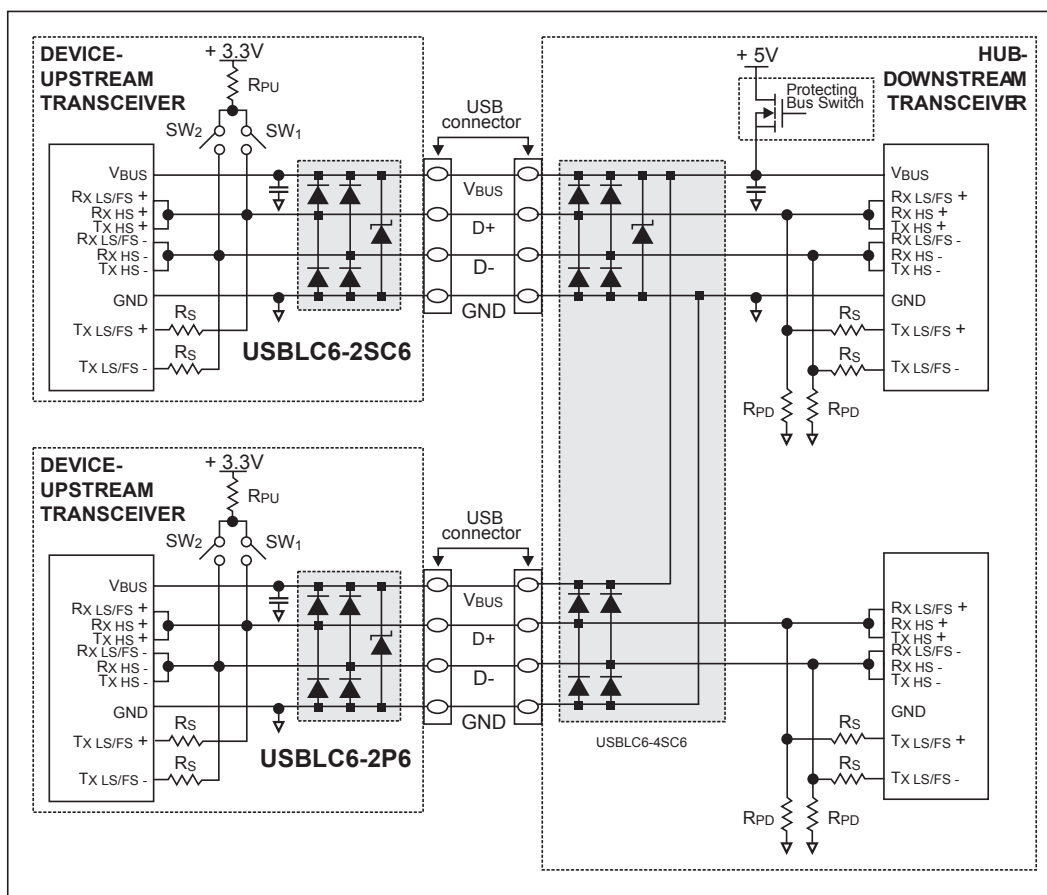 DEVICE-
UPSTREAM
TRANSCEIVER
+ 3.3V
RPU
SW2
SW1
VBUS
RX LS/FS +
RX HS +
TX HS +
RX LS/FS -
RX HS -
TX HS -
GND
TX LS/FS +
TX LS/FS -
RS
RS
USBLC6-2SC6
USB
connector
VBUS
D+
D-
GND
+ 5V
Protecting
Bus Switch
HUB-
DOWNSTREAM
TRANSCEIVER
VBUS
RX LS/FS +
RX HS +
TX HS +
RX LS/FS -
RX HS -
TX HS -
GND
TX LS/FS +
TX LS/FS -
RS
RS
RPD
RPD
DEVICE-
UPSTREAM
TRANSCEIVER
+ 3.3V
RPU
SW2
SW1
VBUS
RX LS/FS +
RX HS +
TX HS +
RX LS/FS -
RX HS -
TX HS -
GND
TX LS/FS +
TX LS/FS -
RS
RS
USBLC6-2P6
USB
connector
VBUS
D+
D-
GND
USBLC6-4SC6
RX LS/FS +
RX HS +
TX HS +
RX LS/FS -
RX HS -
TX HS -
GND
TX LS/FS +
TX LS/FS -
RS
RS
RPD
RPD